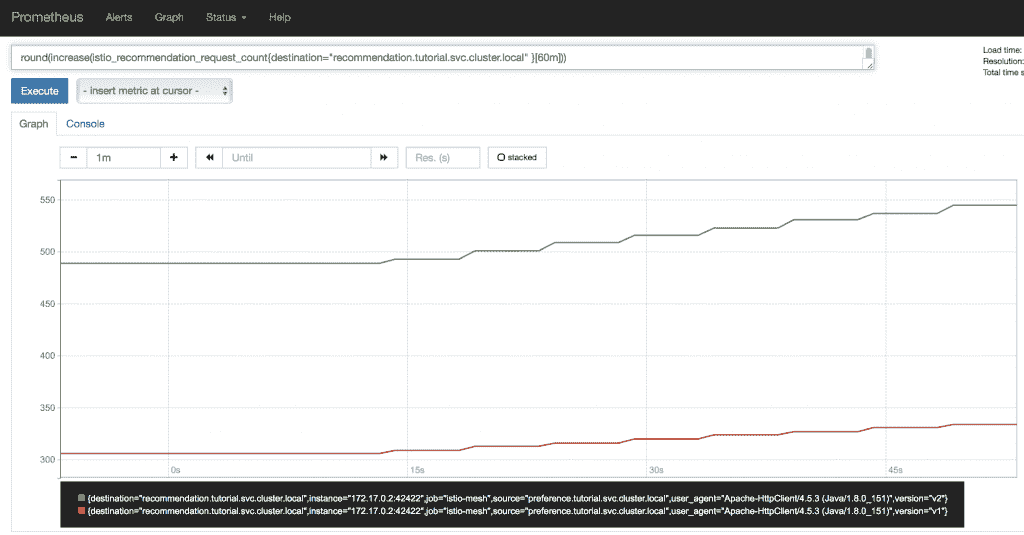 Prometheus Alerts Graph Status Help
round(increase(istio_recommendation_request_count{destination="recommendation.tutorial.svc.cluster.local" }[60m]))
Load time:
Resolution:
Total time s
Execute - insert metric at cursor -
Graph Console
- 1m + Until Res. (s) stacked
550
500
450
400
350
300
0s 15s 30s 45s
{destination="recommendation.tutorial.svc.cluster.local",instance="172.17.0.2:42422",job="istio-mesh",source="preference.tutorial.svc.cluster.local",user_agent="Apache-HttpClient/4.5.3 (Java/1.8.0_151)",version="v2"}
{destination="recommendation.tutorial.svc.cluster.local",instance="172.17.0.2:42422",job="istio-mesh",source="preference.tutorial.svc.cluster.local",user_agent="Apache-HttpClient/4.5.3 (Java/1.8.0_151)",version="v1"}